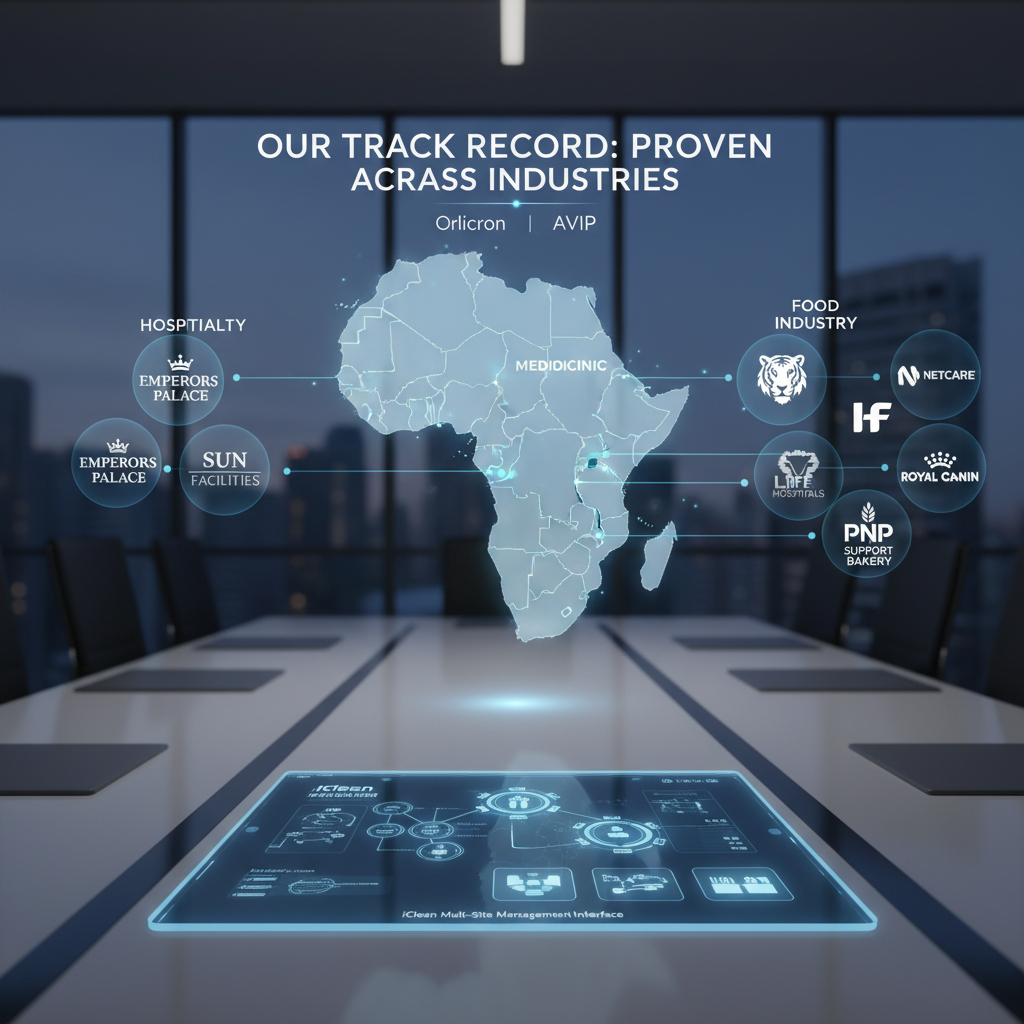 OUR TRACK RECORD: PROVEN
ACRASS INDUSTRIES
Orlicron | AVIP
HOSPTIALTY
EMPERORS
PALACE
EMPERORS
PALACE
SUN
FACILITIES
MEDIDICINIC
FOOD
INDUSTRY
NETCARE
HF
LIFE
HOSPITALS
ROYAL CANIN
PNP
SUPPORT
BAKERY
iClean
iClean Multi-Site Management Interface